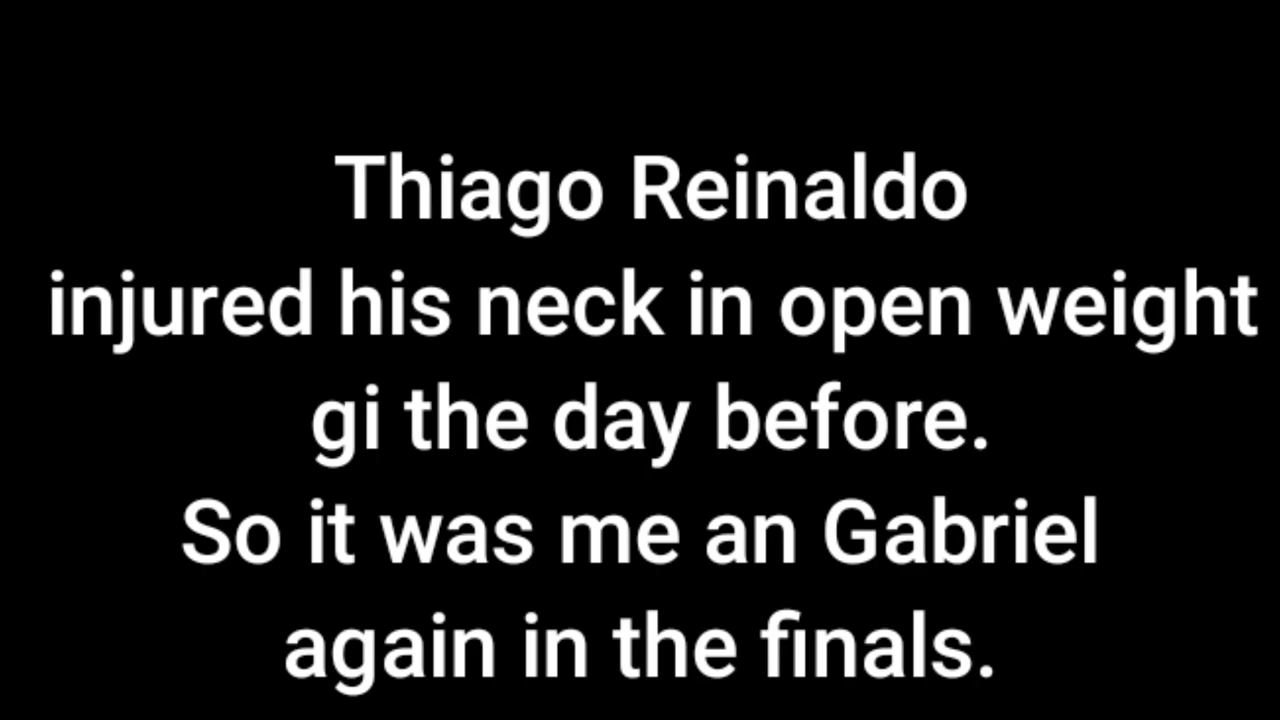 Thiago Reinaldo
injured his neck in open weight
gi the day before.
So it was me an Gabriel
again in the finals.